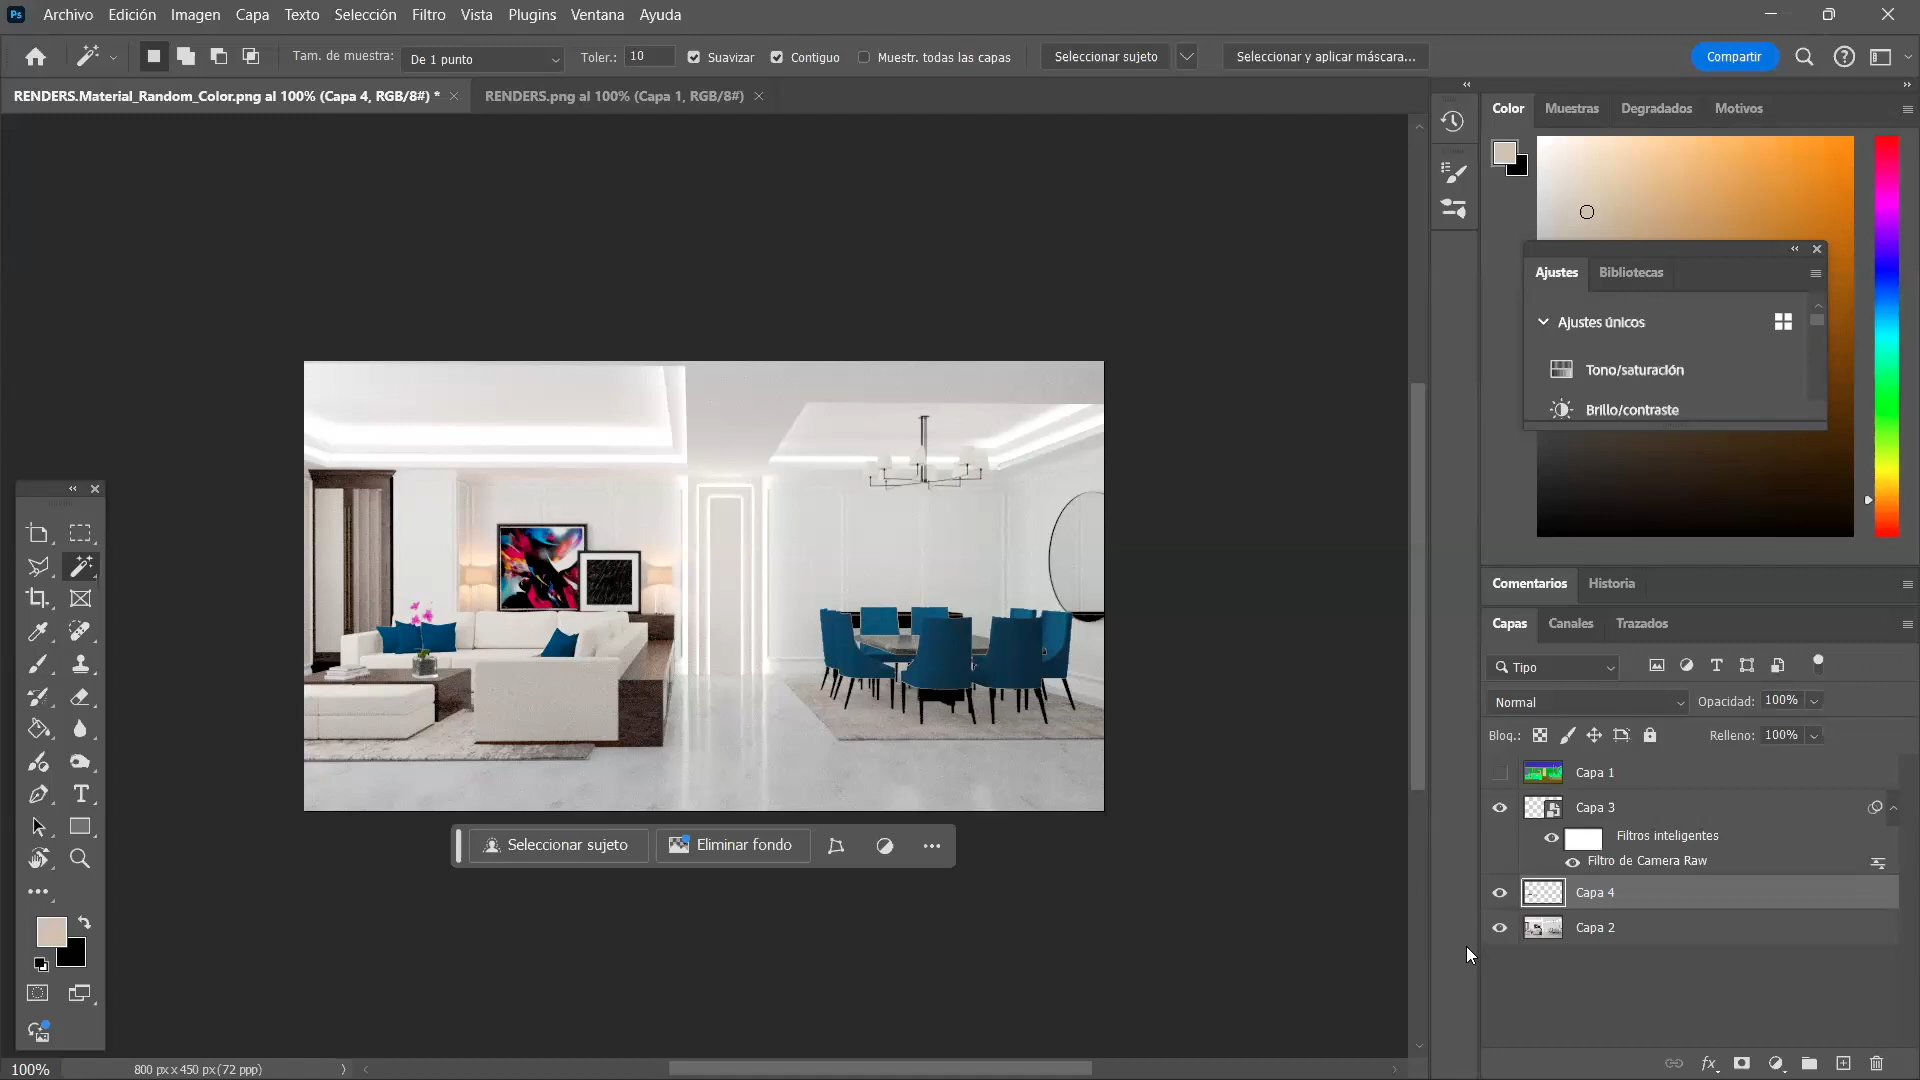 Ps Archivo Edición Imagen Capa Texto Selección Filtro Vista Plugins Ventana Ayuda
Tam. de muestra: De 1 punto Toler.: 10 Suavizar Contiguo Muestr. todas las capas Seleccionar sujeto Seleccionar y aplicar máscara... Compartir
RENDERS.Material_Random_Color.png al 100% (Capa 4, RGB/8#) * RENDERS.png al 100% (Capa 1, RGB/8#)
Color Muestras Degradados Motivos
Ajustes Bibliotecas
Ajustes únicos
Tono/saturación
Brillo/contraste
Comentarios Historia
Capas Canales Trazados
Tipo
Normal Opacidad: 100%
Bloq.: Relleno: 100%
Capa 1
Capa 3
Filtros inteligentes
Filtro de Camera Raw
Capa 4
Capa 2
Seleccionar sujeto Eliminar fondo
100% 800 px x 450 px (72 ppp)